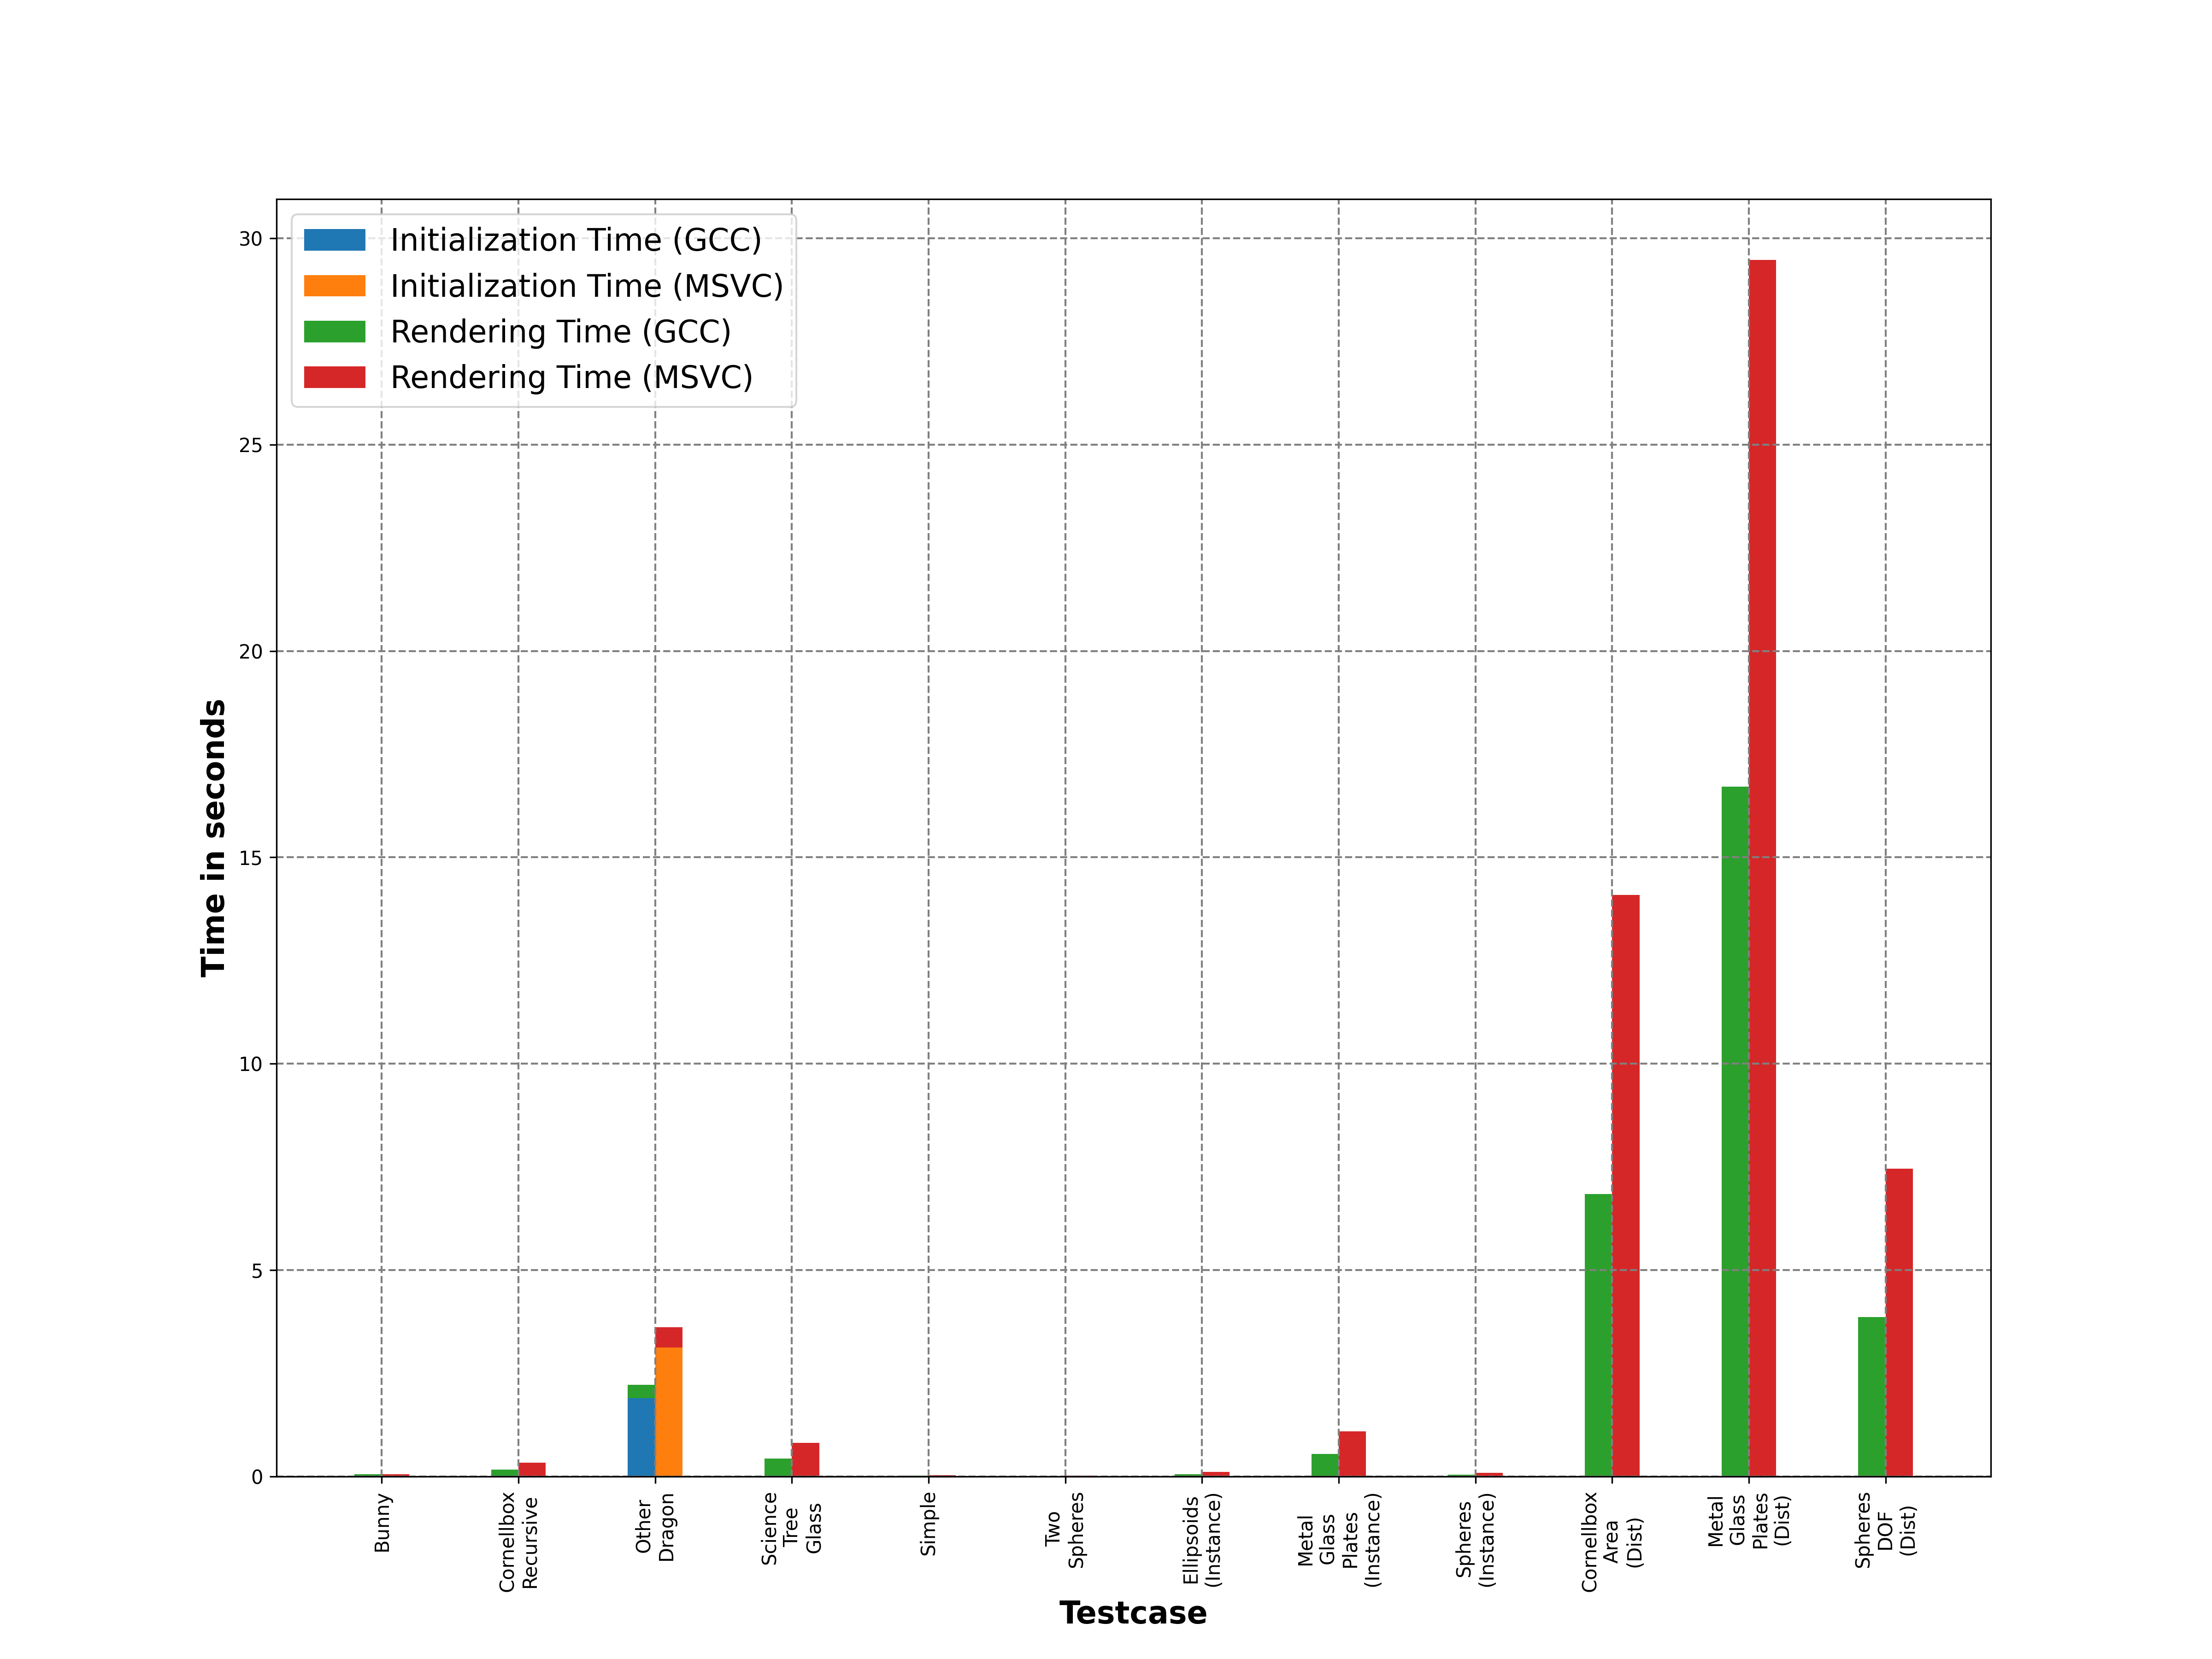 Initialization Time (GCC)
Initialization Time (MSVC)
Rendering Time (GCC)
Rendering Time (MSVC)
Time in seconds
30
25
20
15
10
5
0
Bunny
Cornellbox
Recursive
Other
Dragon
Science
Tree
Glass
Simple
Two
Spheres
Ellipsoids
(Instance)
Metal
Glass
Plates
(Instance)
Spheres
(Instance)
Cornellbox
Area
(Dist)
Metal
Glass
Plates
(Dist)
Spheres
DOF
(Dist)
Testcase